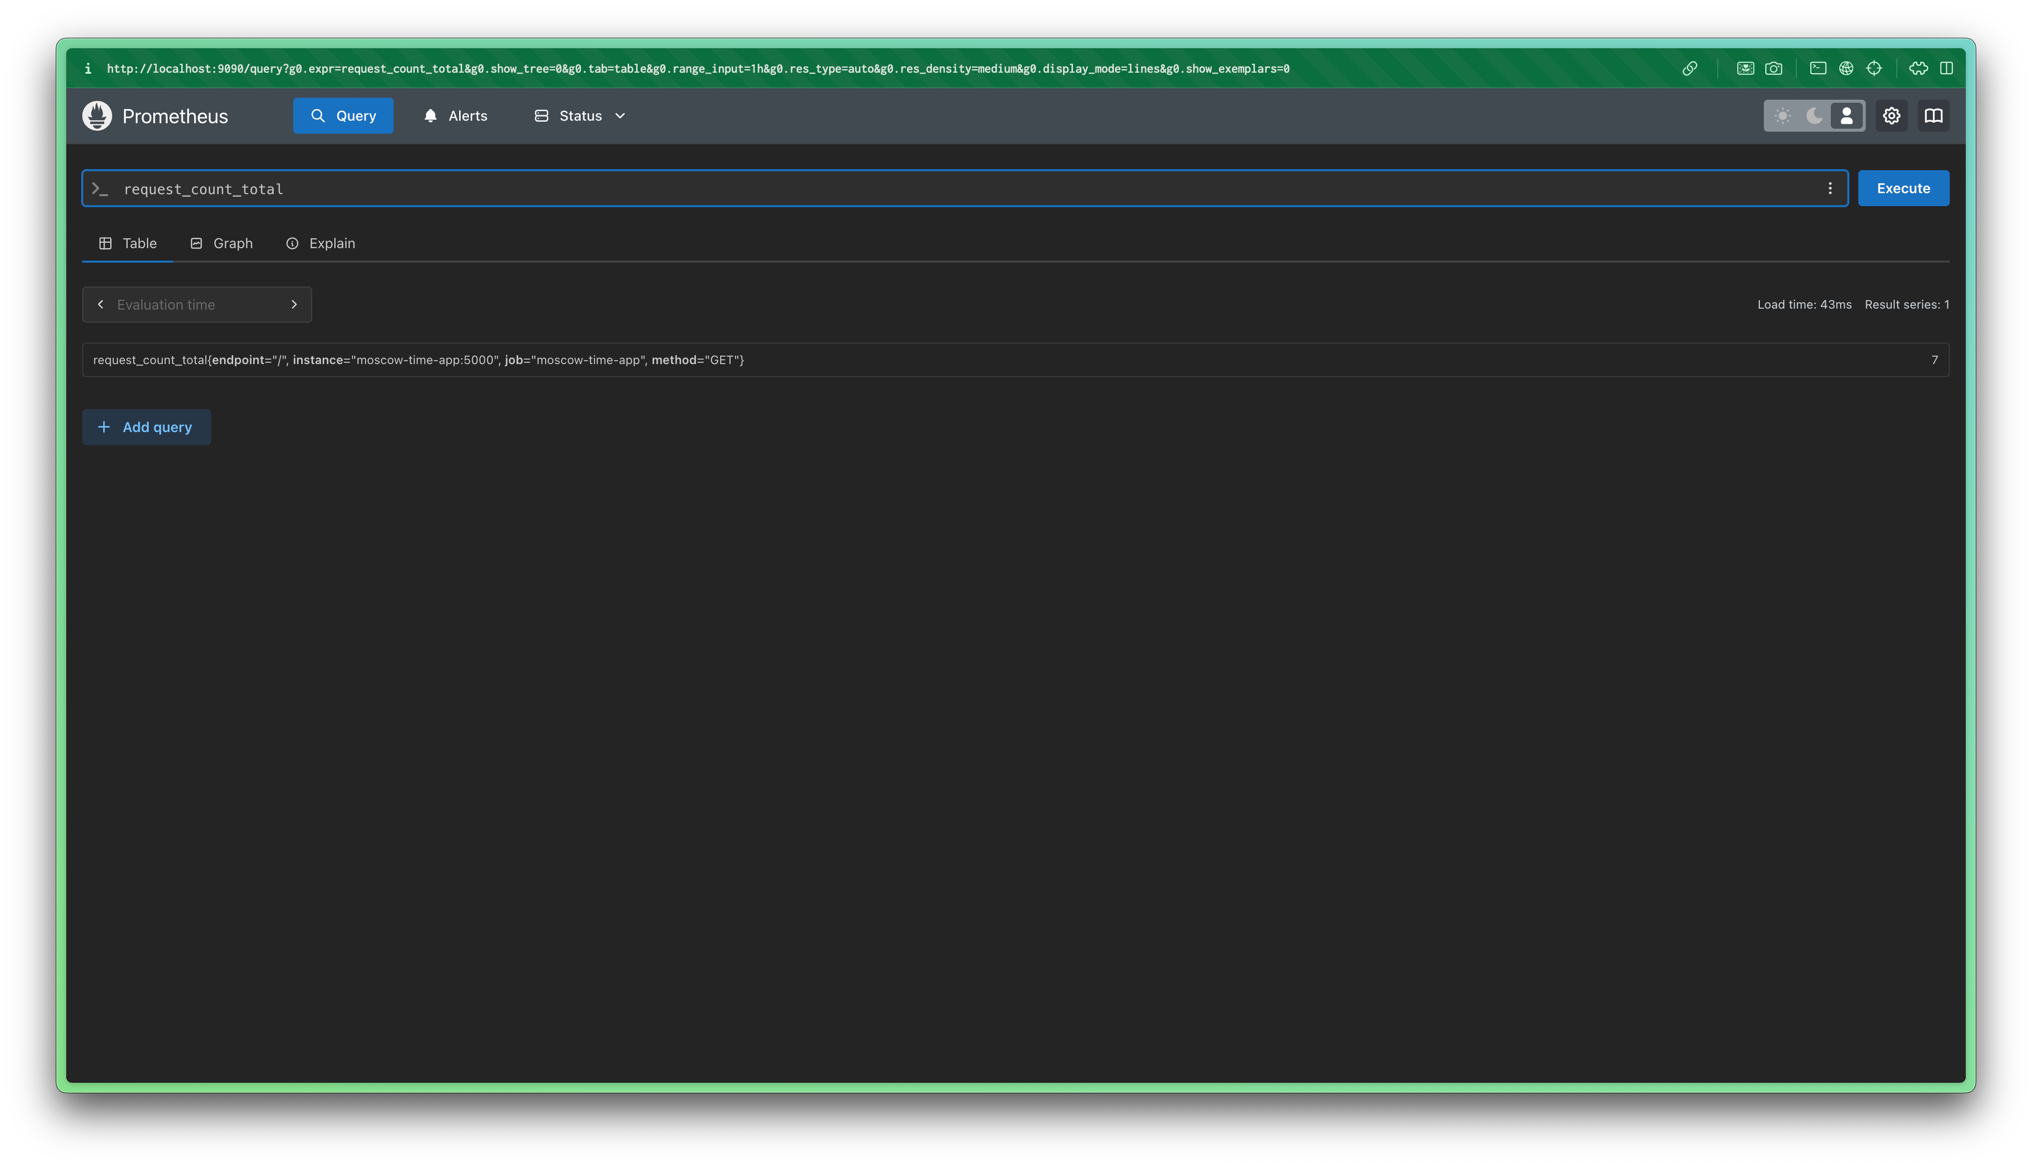 i http://localhost:9090/query?g0.expr=request_count_total&g0.show_tree=0&g0.tab=table&g0.range_input=1h&g0.res_type=auto&g0.res_density=medium&g0.display_mode=lines&g0.show_exemplars=0
Prometheus Query Alerts Status
>_ request_count_total Execute
Table Graph Explain
Evaluation time Load time: 43ms Result series: 1
request_count_total{endpoint="/", instance="moscow-time-app:5000", job="moscow-time-app", method="GET"} 7
+ Add query